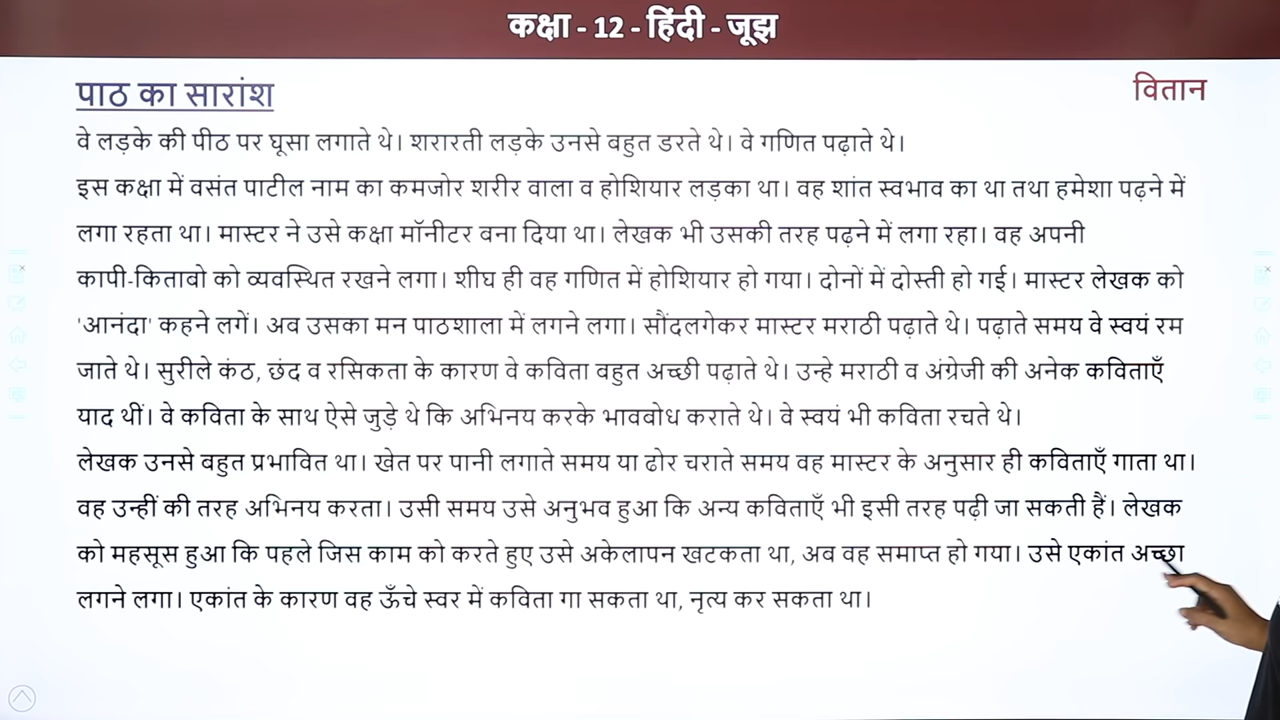 कक्षा - 12 - हिंदी - जूझ
पाठ का सारांश
वितान
वे लड़के की पीठ पर घूसा लगाते थे। शरारती लड़के उनसे बहुत डरते थे। वे गणित पढ़ाते थे।
इस कक्षा में वसंत पाटील नाम का कमजोर शरीर वाला व होशियार लड़का था। वह शांत स्वभाव का था तथा हमेशा पढ़ने में
लगा रहता था। मास्टर ने उसे कक्षा मॉनीटर बना दिया था। लेखक भी उसकी तरह पढ़ने में लगा रहा। वह अपनी
कापी-किताबो को व्यवस्थित रखने लगा। शीघ ही वह गणित में होशियार हो गया। दोनों में दोस्ती हो गई। मास्टर लेखक को
'आनंदा' कहने लगें। अब उसका मन पाठशाला में लगने लगा। सौंदलगेकर मास्टर मराठी पढ़ाते थे। पढ़ाते समय वे स्वयं रम
जाते थे। सुरीले कंठ, छंद व रसिकता के कारण वे कविता बहुत अच्छी पढ़ाते थे। उन्हे मराठी व अंग्रेजी की अनेक कविताएँ
याद थीं। वे कविता के साथ ऐसे जुड़े थे कि अभिनय करके भावबोध कराते थे। वे स्वयं भी कविता रचते थे।
लेखक उनसे बहुत प्रभावित था। खेत पर पानी लगाते समय या ढोर चराते समय वह मास्टर के अनुसार ही कविताएँ गाता था।
वह उन्हीं की तरह अभिनय करता। उसी समय उसे अनुभव हुआ कि अन्य कविताएँ भी इसी तरह पढ़ी जा सकती हैं। लेखक
को महसूस हुआ कि पहले जिस काम को करते हुए उसे अकेलापन खटकता था, अब वह समाप्त हो गया। उसे एकांत अच्छा
लगने लगा। एकांत के कारण वह ऊँचे स्वर में कविता गा सकता था, नृत्य कर सकता था।